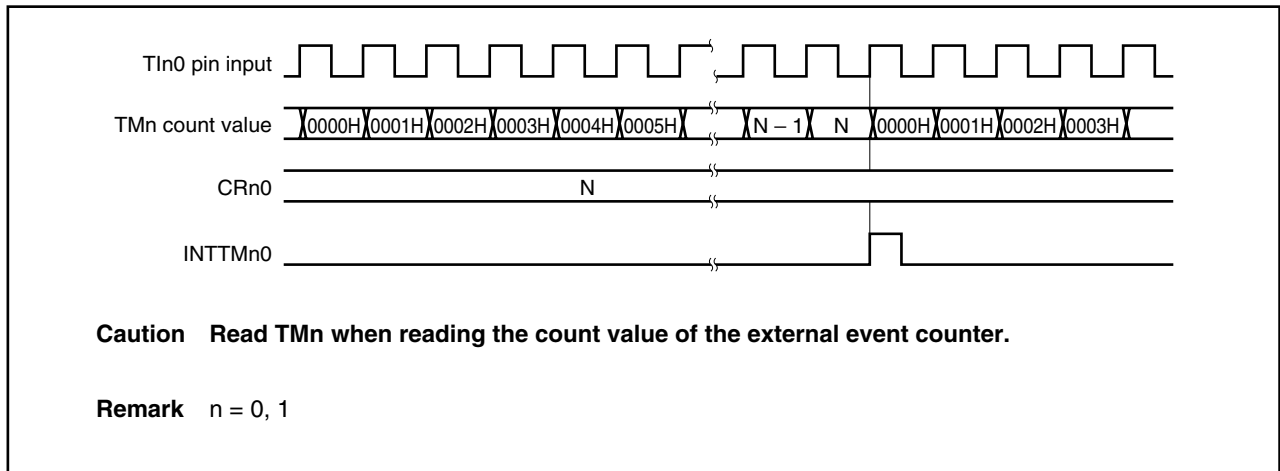 TIn0 pin input
TMn count value 0000H 0001H 0002H 0003H 0004H 0005H N – 1 N 0000H 0001H 0002H 0003H
CRn0 N
INTTMn0
Caution Read TMn when reading the count value of the external event counter.
Remark n = 0, 1